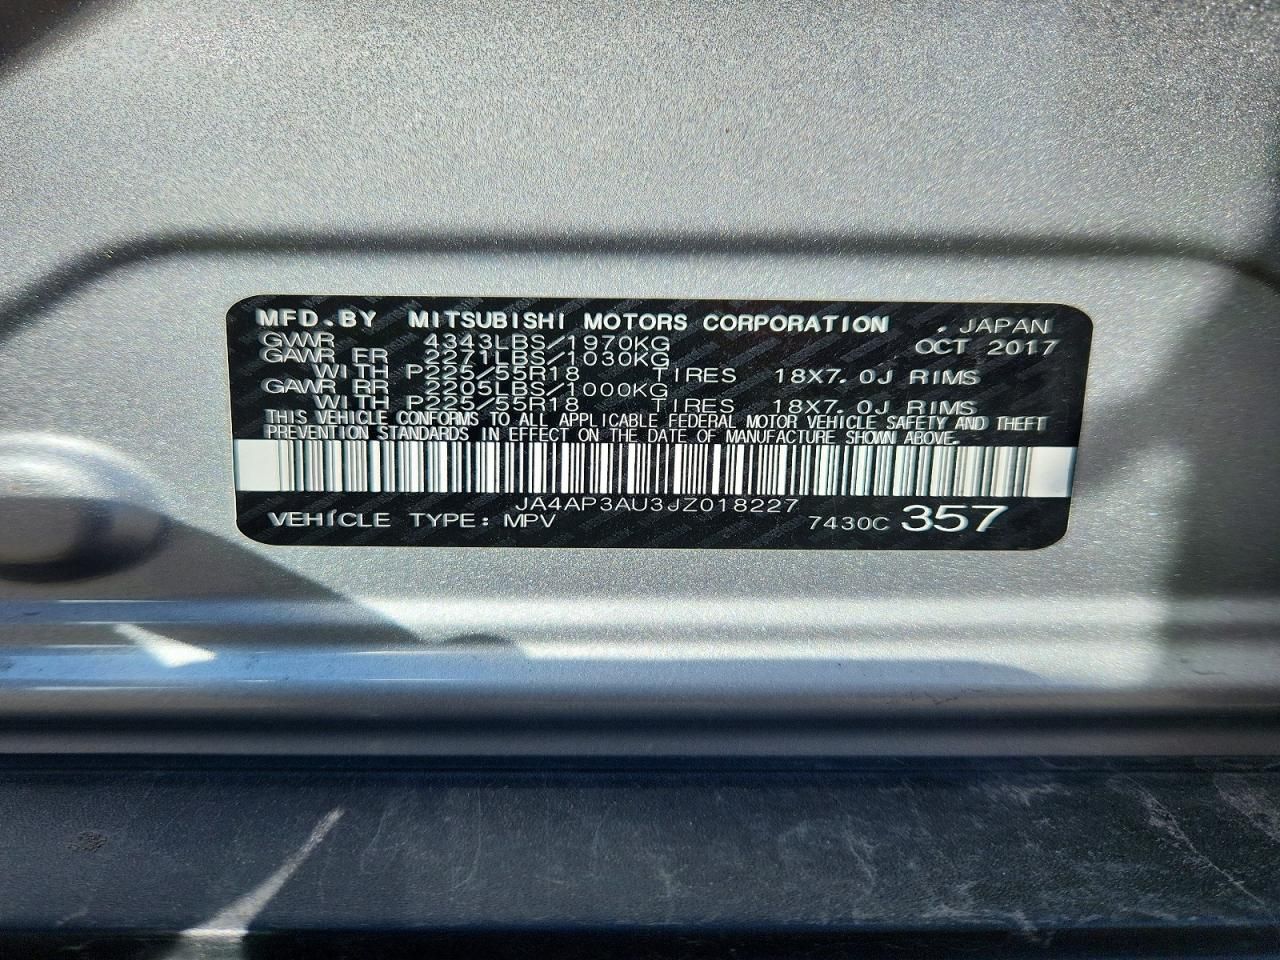 MFD.BY MITSUBISHI MOTORS CORPORATION . JAPAN
GVWR 4343LBS/1970KG OCT 2017
GAWR FR 2271LBS/1030KG
WITH P225/55R18 TIRES 18X7.0J RIMS
GAWR RR 2205LBS/1000KG
WITH P225/55R18 TIRES 18X7.0J RIMS
THIS VEHICLE CONFORMS TO ALL APPLICABLE FEDERAL MOTOR VEHICLE SAFETY AND THEFT
PREVENTION STANDARDS IN EFFECT ON THE DATE OF MANUFACTURE SHOWN ABOVE.
JA4AP3AU3JZ018227
VEHICLE TYPE: MPV 7430C 357